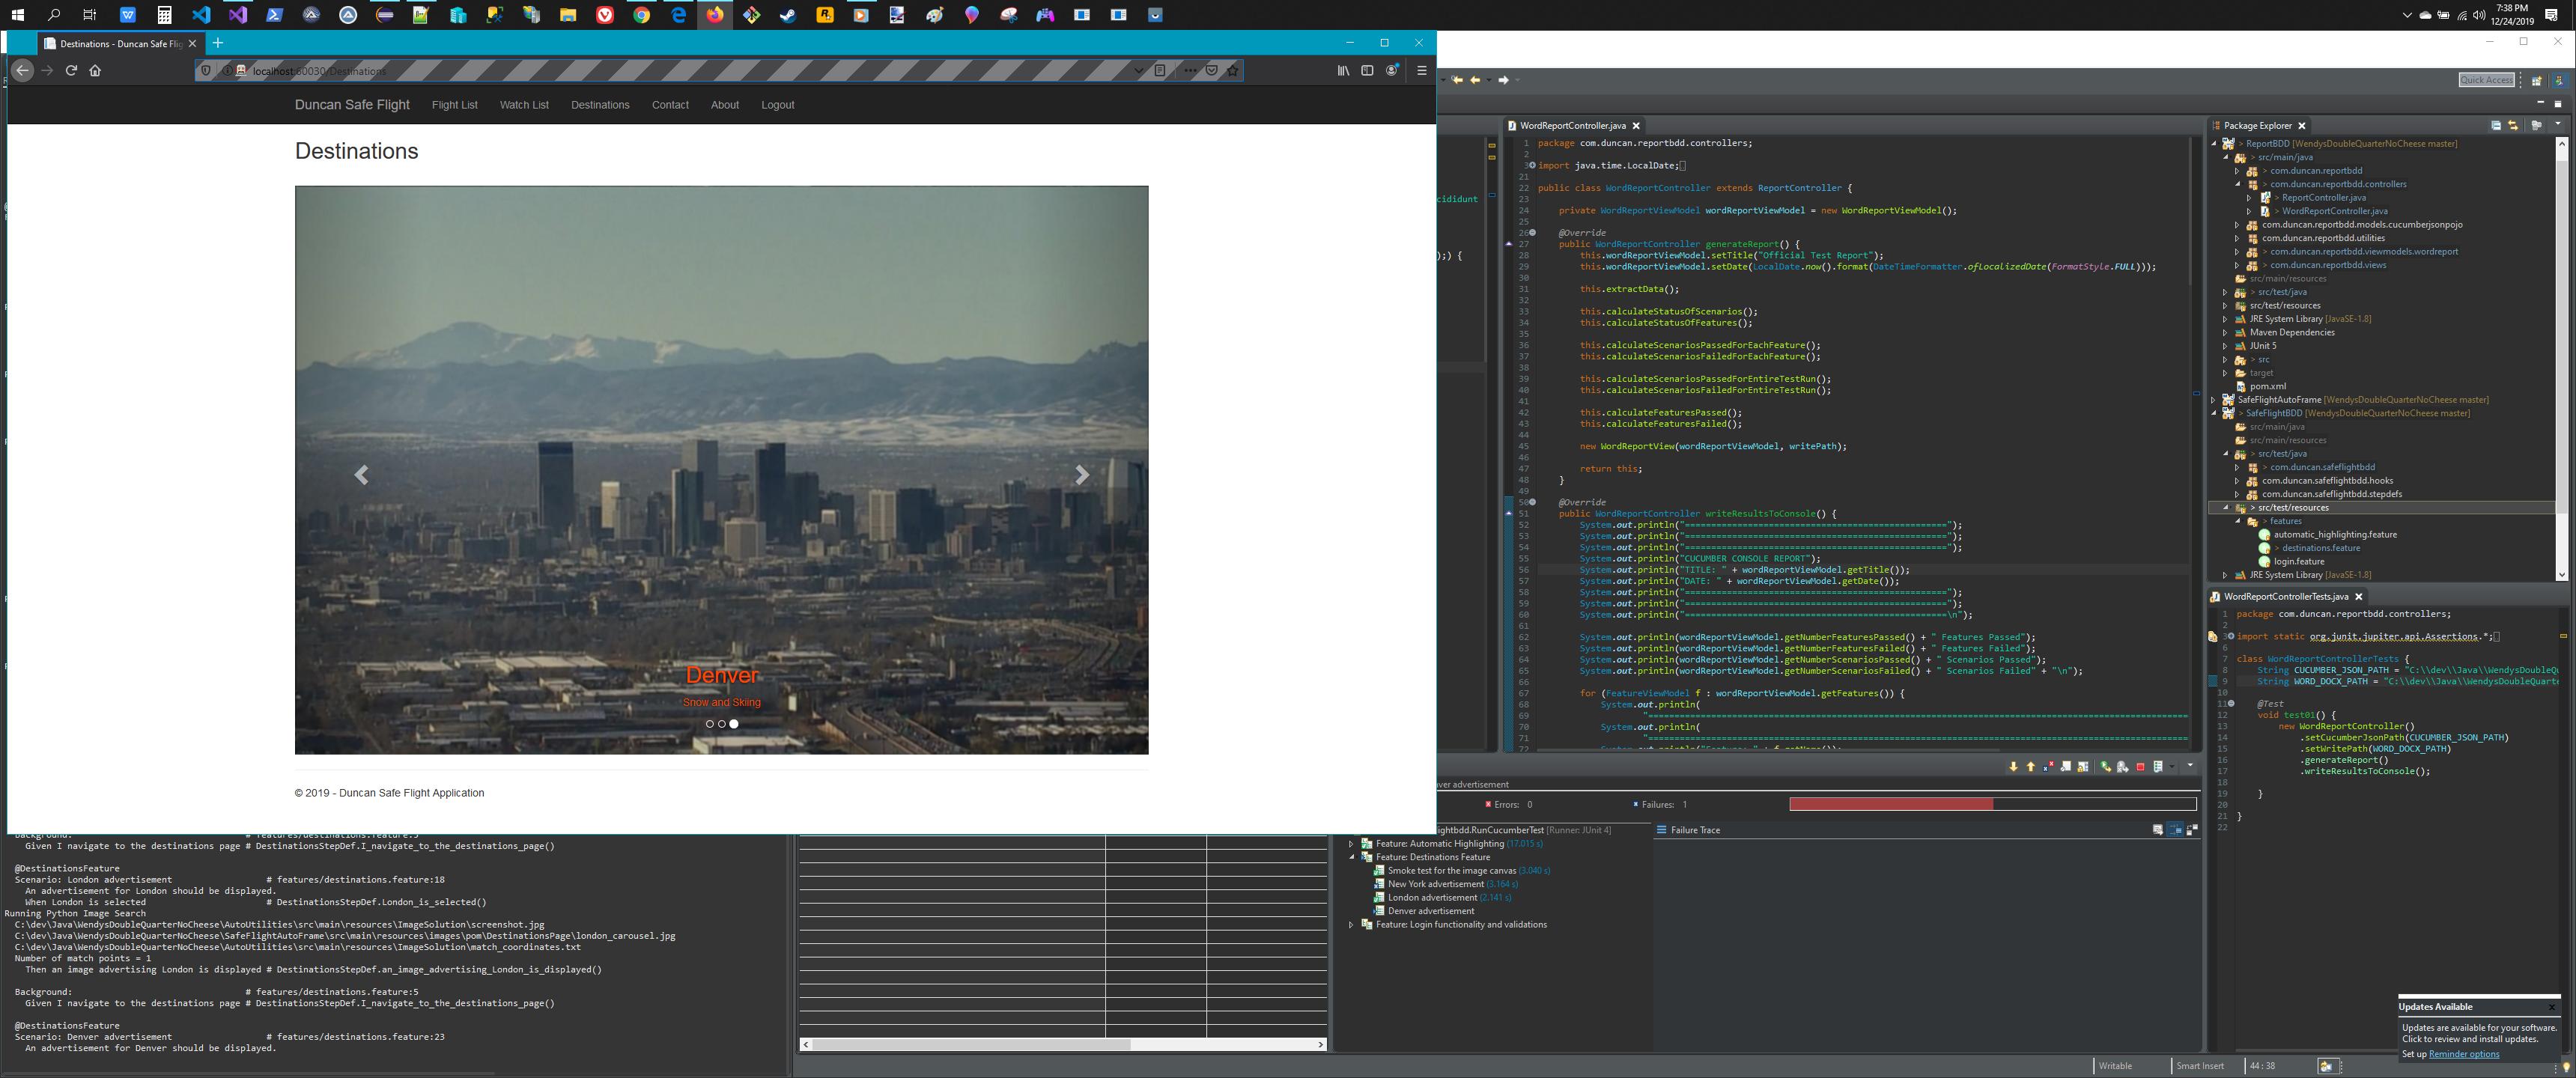 7:38 PM
12/24/2019
Destinations - Duncan Safe Flig
localhost:60030/Destinations
Duncan Safe Flight
Flight List
Watch List
Destinations
Contact
About
Logout
Destinations
Denver
Snow and Skiing
© 2019 - Duncan Safe Flight Application
Background: # features/destinations.feature:5
Given I navigate to the destinations page # DestinationsStepDef.I_navigate_to_the_destinations_page()
@DestinationsFeature
Scenario: London advertisement # features/destinations.feature:18
An advertisement for London should be displayed.
When London is selected # DestinationsStepDef.London_is_selected()
Running Python Image Search
C:\dev\Java\WendysDoubleQuarterNoCheese\AutoUtilities\src\main\resources\ImageSolution\screenshot.jpg
C:\dev\Java\WendysDoubleQuarterNoCheese\SafeFlightAutoFrame\src\main\resources\images\pom\DestinationsPage\london_carousel.jpg
C:\dev\Java\WendysDoubleQuarterNoCheese\AutoUtilities\src\main\resources\ImageSolution\match_coordinates.txt
Number of match points = 1
Then an image advertising London is displayed # DestinationsStepDef.an_image_advertising_London_is_displayed()
Background: # features/destinations.feature:5
Given I navigate to the destinations page # DestinationsStepDef.I_navigate_to_the_destinations_page()
@DestinationsFeature
Scenario: Denver advertisement # features/destinations.feature:23
An advertisement for Denver should be displayed.
Quick Access
cididunt
);) {
WordReportController.java
1 package com.duncan.reportbdd.controllers;
2
3 import java.time.LocalDate;
21
22 public class WordReportController extends ReportController {
23
24 private WordReportViewModel wordReportViewModel = new WordReportViewModel();
25
26 @Override
27 public WordReportController generateReport() {
28 this.wordReportViewModel.setTitle("Official Test Report");
29 this.wordReportViewModel.setDate(LocalDate.now().format(DateTimeFormatter.ofLocalizedDate(FormatStyle.FULL)));
30
31 this.extractData();
32
33 this.calculateStatusOfScenarios();
34 this.calculateStatusOfFeatures();
35
36 this.calculateScenariosPassedForEachFeature();
37 this.calculateScenariosFailedForEachFeature();
38
39 this.calculateScenariosPassedForEntireTestRun();
40 this.calculateScenariosFailedForEntireTestRun();
41
42 this.calculateFeaturesPassed();
43 this.calculateFeaturesFailed();
44
45 new WordReportView(wordReportViewModel, writePath);
46
47 return this;
48 }
49
50 @Override
51 public WordReportController writeResultsToConsole() {
52 System.out.println("==================================================");
53 System.out.println("==================================================");
54 System.out.println("==================================================");
55 System.out.println("CUCUMBER CONSOLE REPORT");
56 System.out.println("TITLE: " + wordReportViewModel.getTitle());
57 System.out.println("DATE: " + wordReportViewModel.getDate());
58 System.out.println("==================================================");
59 System.out.println("==================================================");
60 System.out.println("==================================================\n");
61
62 System.out.println(wordReportViewModel.getNumberFeaturesPassed() + " Features Passed");
63 System.out.println(wordReportViewModel.getNumberFeaturesFailed() + " Features Failed");
64 System.out.println(wordReportViewModel.getNumberScenariosPassed() + " Scenarios Passed");
65 System.out.println(wordReportViewModel.getNumberScenariosFailed() + " Scenarios Failed" + "\n");
66
67 for (FeatureViewModel f : wordReportViewModel.getFeatures()) {
68 System.out.println(
69 "==================================================
70 System.out.println(
71 "==================================================
72 System.out.println("Feature: " + f.getName());
ver advertisement
Errors: 0
Failures: 1
ightbdd.RunCucumberTest [Runner: JUnit 4]
Failure Trace
Feature: Automatic Highlighting (17.015 s)
Feature: Destinations Feature
Smoke test for the image canvas (3.040 s)
New York advertisement (3.164 s)
London advertisement (2.141 s)
Denver advertisement
Feature: Login functionality and validations
Package Explorer
> ReportBDD [WendysDoubleQuarterNoCheese master]
> src/main/java
> com.duncan.reportbdd
> com.duncan.reportbdd.controllers
> ReportController.java
> WordReportController.java
com.duncan.reportbdd.models.cucumberjsonpojo
com.duncan.reportbdd.utilities
> com.duncan.reportbdd.viewmodels.wordreport
> com.duncan.reportbdd.views
src/main/resources
> src/test/java
src/test/resources
JRE System Library [JavaSE-1.8]
Maven Dependencies
JUnit 5
> src
target
pom.xml
SafeFlightAutoFrame [WendysDoubleQuarterNoCheese master]
> SafeFlightBDD [WendysDoubleQuarterNoCheese master]
src/main/java
src/main/resources
> src/test/java
> com.duncan.safeflightbdd
com.duncan.safeflightbdd.hooks
com.duncan.safeflightbdd.stepdefs
> src/test/resources
> features
automatic_highlighting.feature
> destinations.feature
login.feature
JRE System Library [JavaSE-1.8]
WordReportControllerTests.java
1 package com.duncan.reportbdd.controllers;
2
3 import static org.junit.jupiter.api.Assertions.*;
6
7 class WordReportControllerTests {
8 String CUCUMBER_JSON_PATH = "C:\\dev\\Java\\WendysDoubleQu
9 String WORD_DOCX_PATH = "C:\\dev\\Java\\WendysDoubleQuarte
10
11 @Test
12 void test01() {
13 new WordReportController()
14 .setCucumberJsonPath(CUCUMBER_JSON_PATH)
15 .setWritePath(WORD_DOCX_PATH)
16 .generateReport()
17 .writeResultsToConsole();
18
19 }
20
21 }
22
Updates Available
Updates are available for your software.
Click to review and install updates.
Set up Reminder options
Writable
Smart Insert
44 : 38